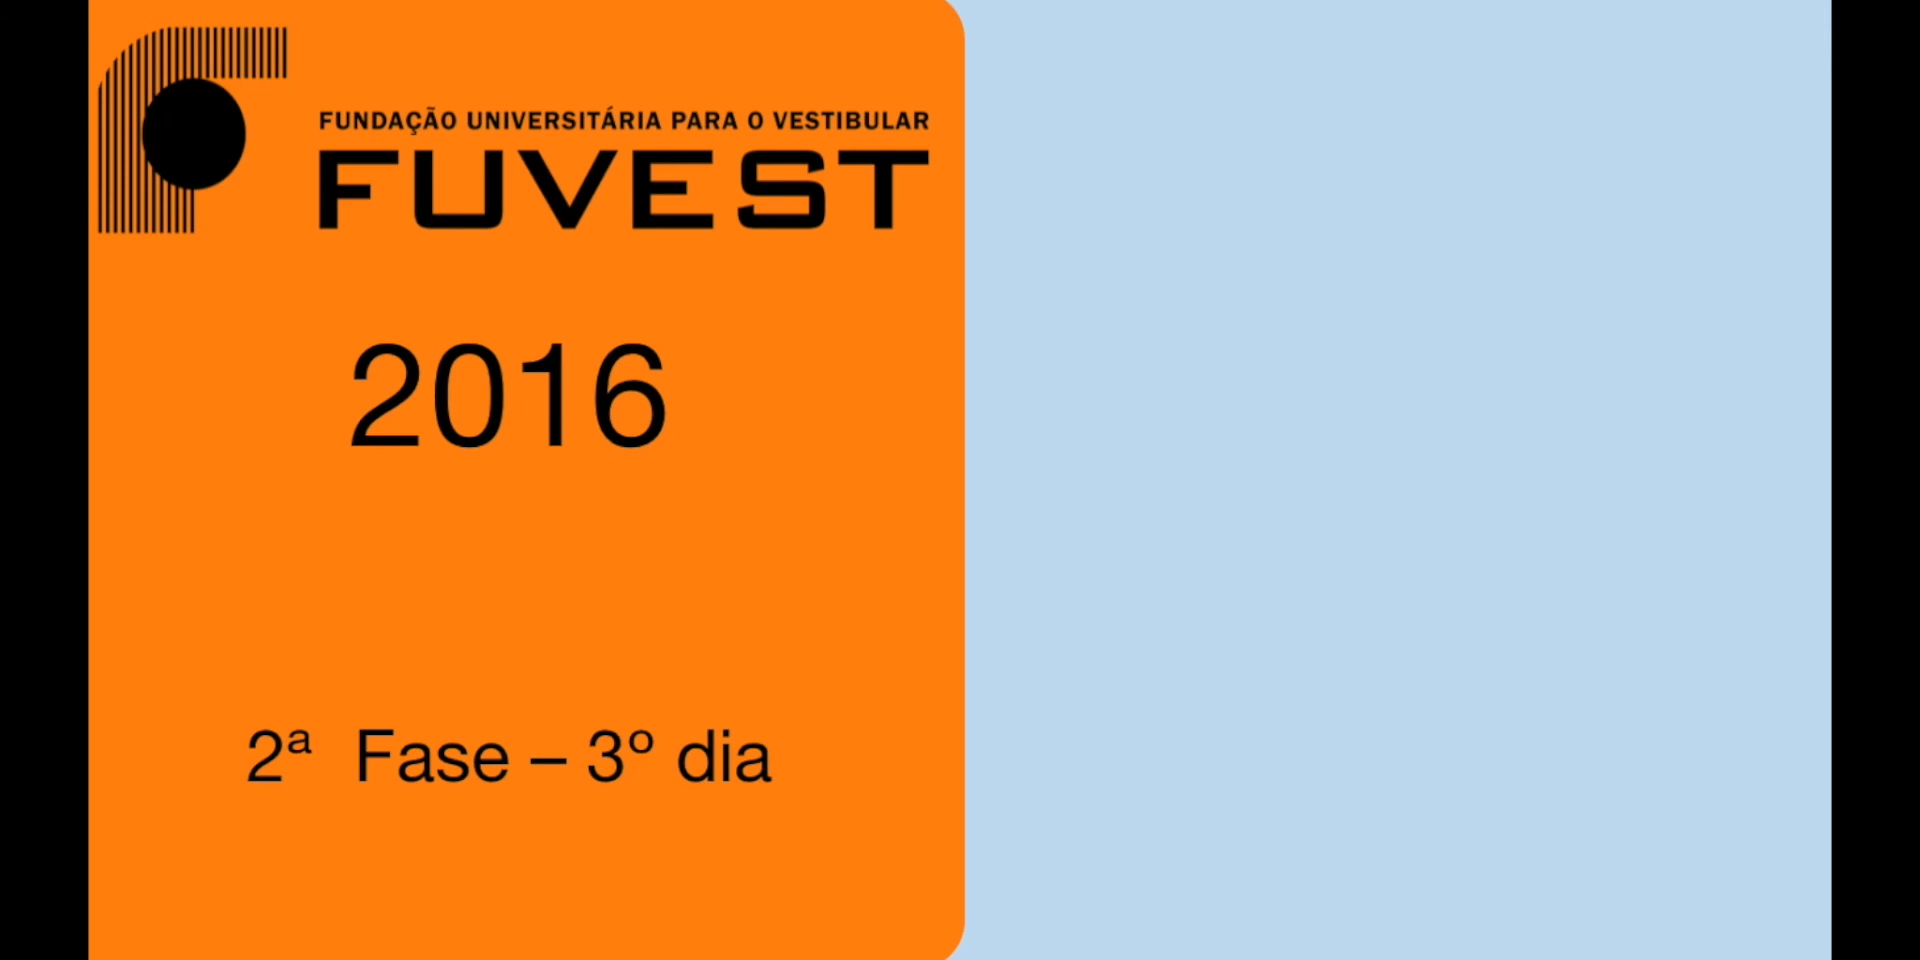 FUNDAÇÃO UNIVERSITÁRIA PARA O VESTIBULAR
FUVEST
2016
2ª Fase – 3º dia